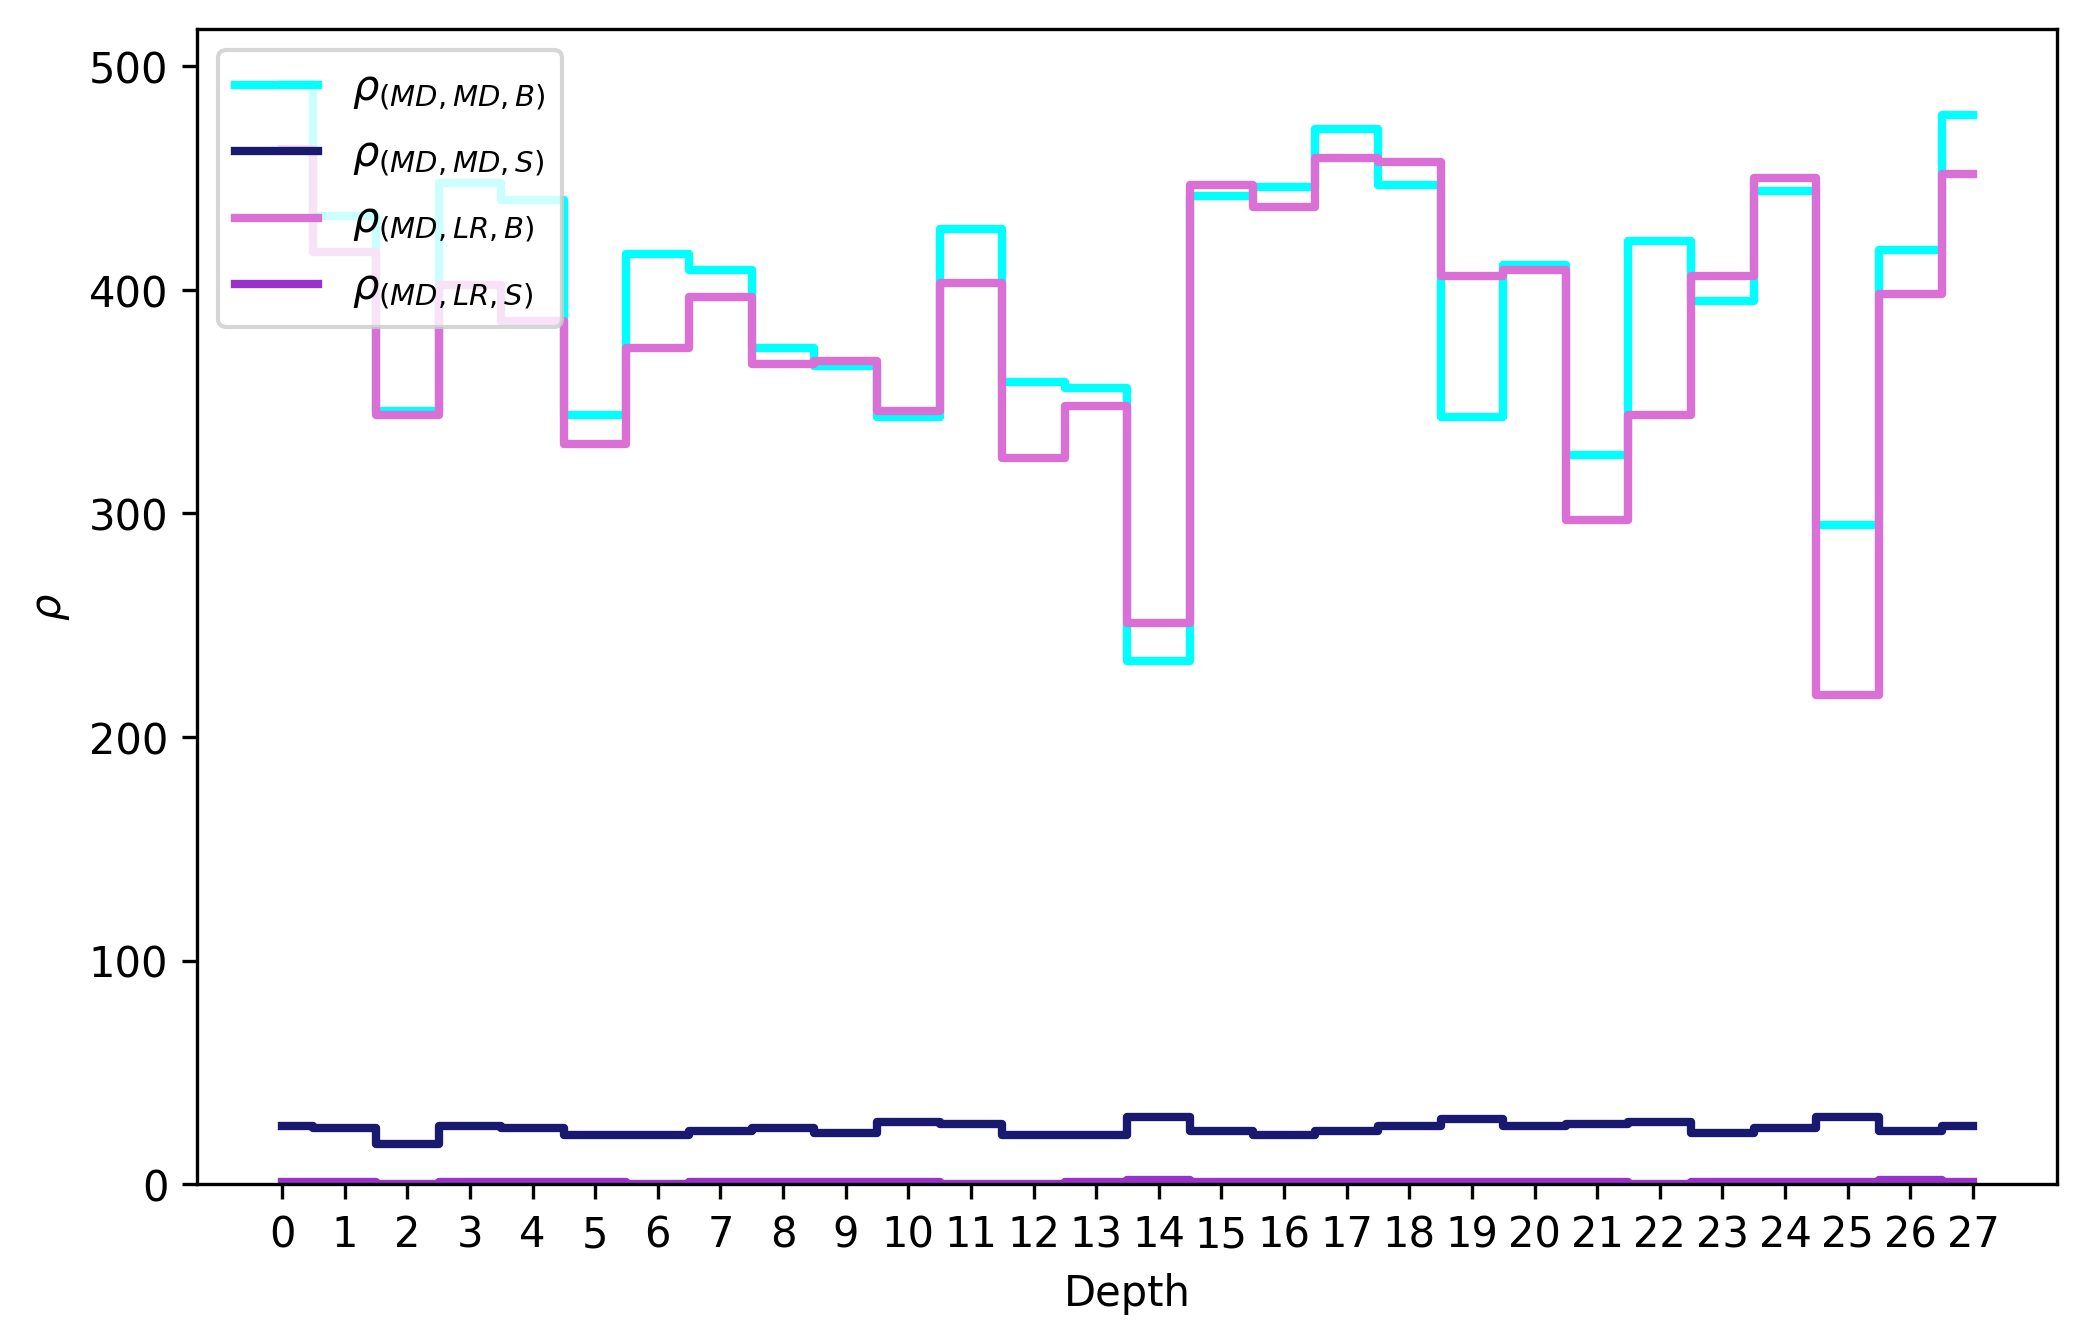 500
400
300
200
100
0
ρ
ρ(MD, MD, B)
ρ(MD, MD, S)
ρ(MD, LR, B)
ρ(MD, LR, S)
0 1 2 3 4 5 6 7 8 9 10 11 12 13 14 15 16 17 18 19 20 21 22 23 24 25 26 27
Depth